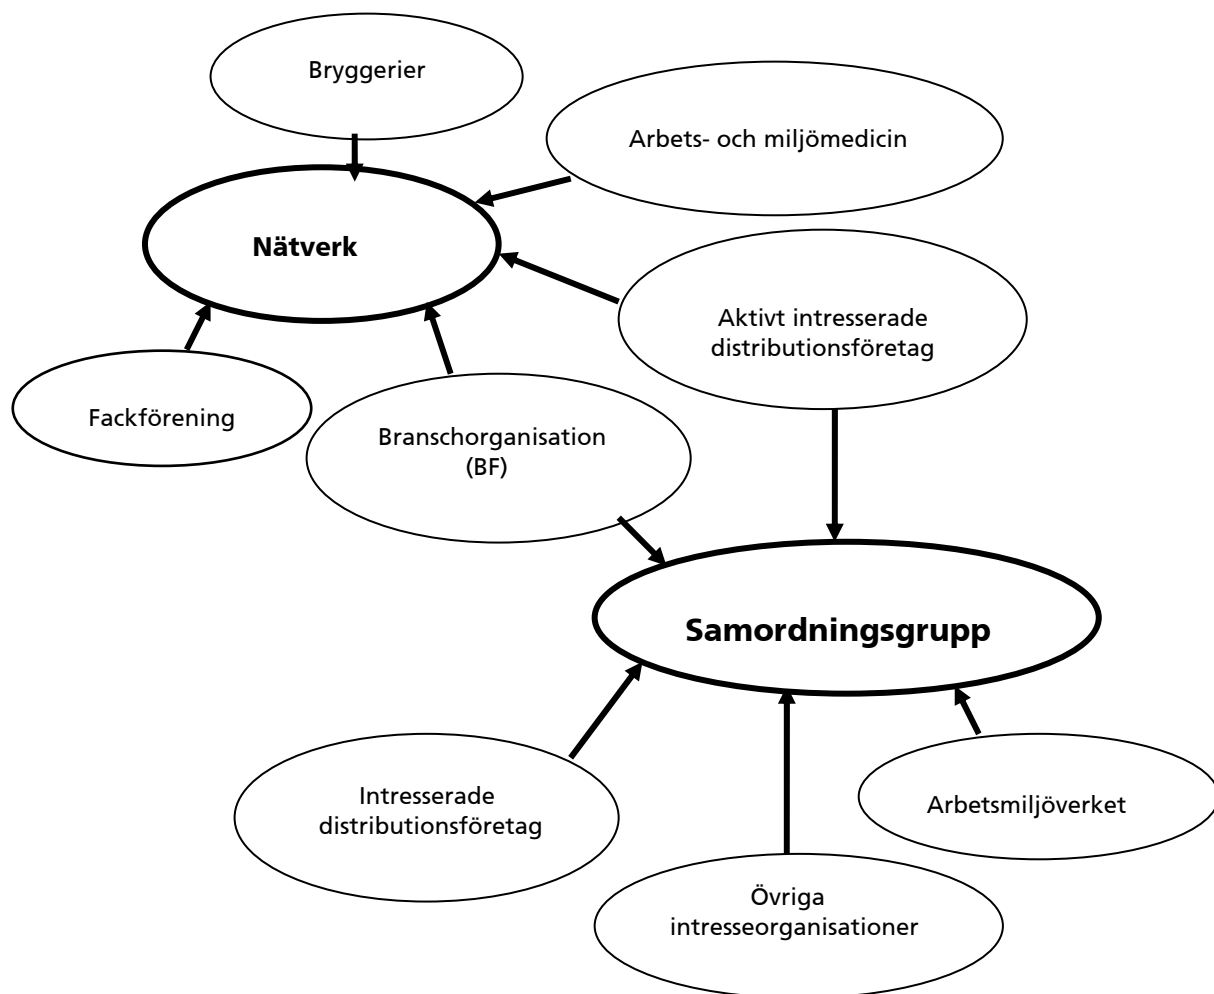 Bryggerier
Arbets- och miljömedicin
Nätverk
Aktivt intresserade
distributionsföretag
Fackförening
Branschorganisation
(BF)
Samordningsgrupp
Intresserade
distributionsföretag
Arbetsmiljöverket
Övriga
intresseorganisationer